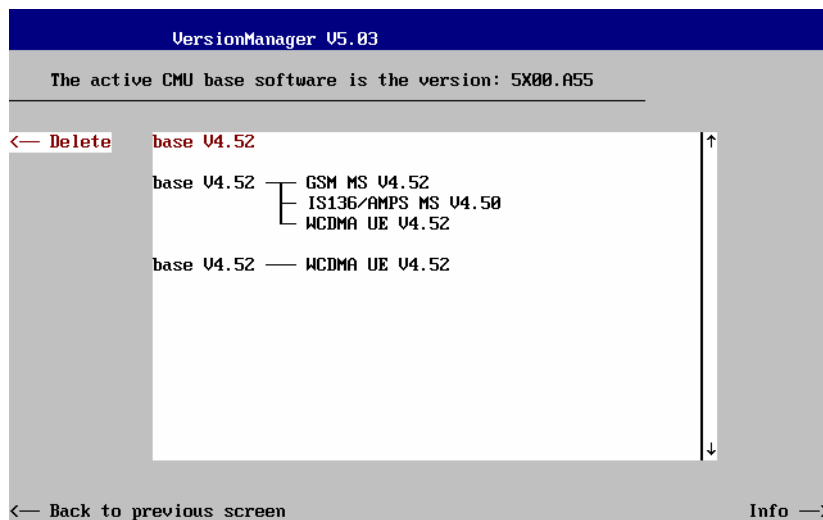 VersionManager V5.03
The active CMU base software is the version: 5X00.A55
<— Delete base V4.52
base V4.52 GSM MS V4.52
IS136/AMPS MS V4.50
WCDMA UE V4.52
base V4.52 — WCDMA UE V4.52
<— Back to previous screen Info —>